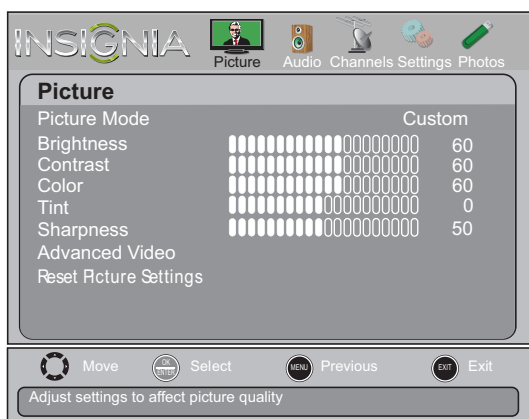 INSIGNIA
Picture Audio Channels Settings Photos
Picture
Picture Mode Custom
Brightness 60
Contrast 60
Color 60
Tint 0
Sharpness 50
Advanced Video
Reset Picture Settings
Move OK ENTER Select MENU Previous EXIT Exit
Adjust settings to affect picture quality